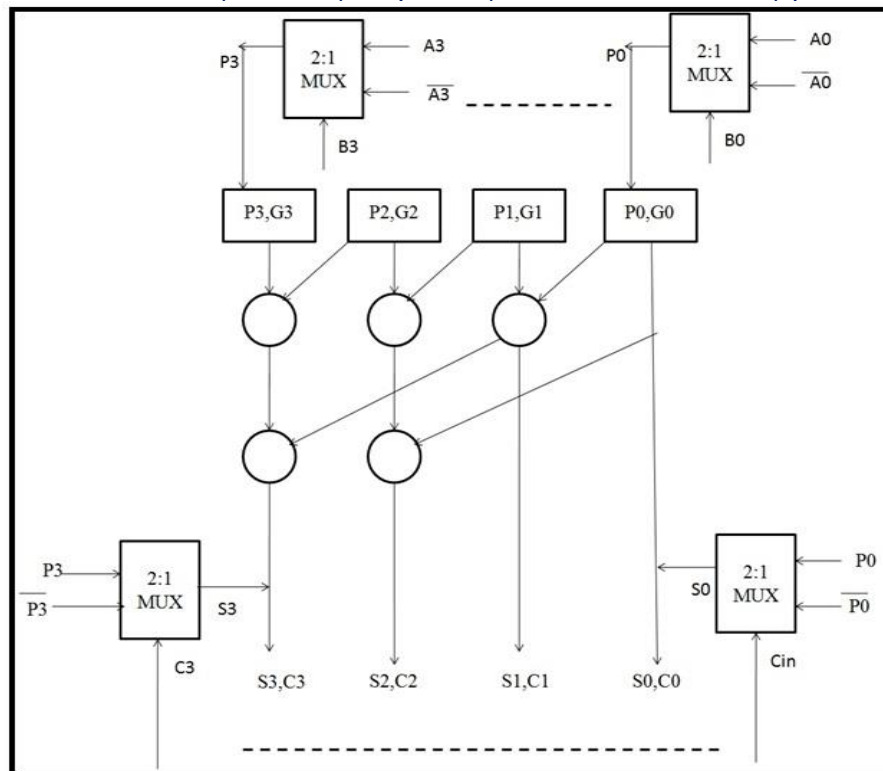 P3
2:1
MUX
A3
A3
B3
P0
2:1
MUX
A0
A0
B0
P3,G3
P2,G2
P1,G1
P0,G0
P3
P3
2:1
MUX
S3
C3
S0
2:1
MUX
P0
P0
Cin
S3,C3
S2,C2
S1,C1
S0,C0